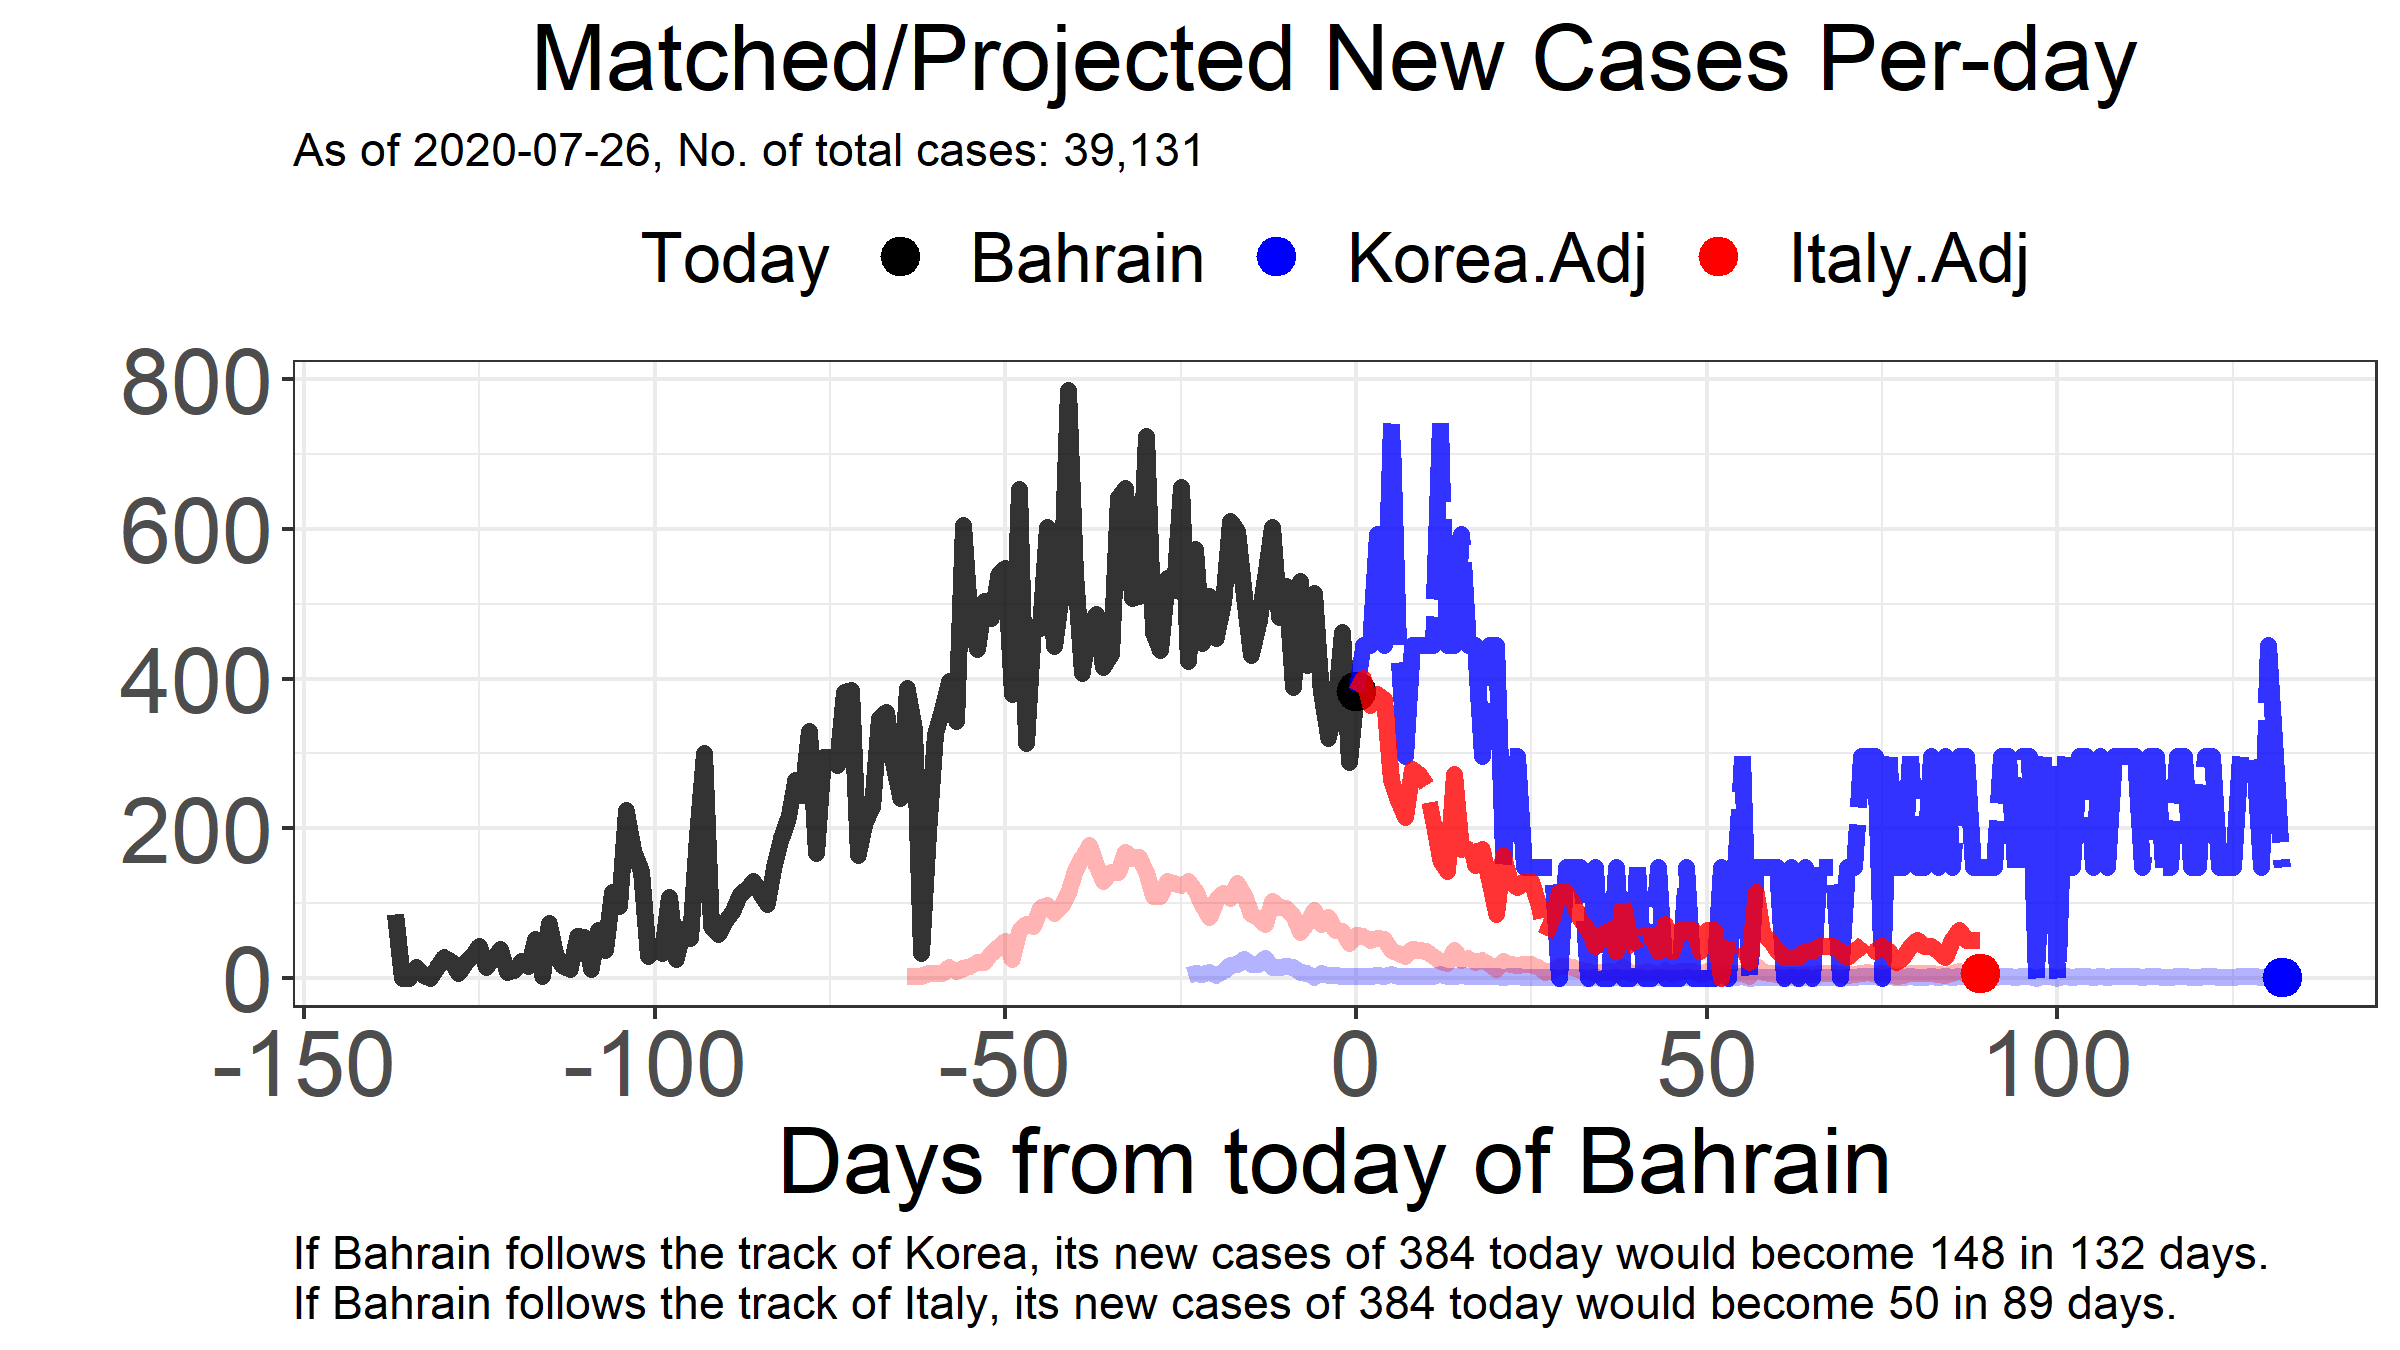 Matched/Projected New Cases Per-day
As of 2020-07-26, No. of total cases: 39,131
Today Bahrain Korea.Adj Italy.Adj
800
600
400
200
0
-150 -100 -50 0 50 100
Days from today of Bahrain
If Bahrain follows the track of Korea, its new cases of 384 today would become 148 in 132 days.
If Bahrain follows the track of Italy, its new cases of 384 today would become 50 in 89 days.